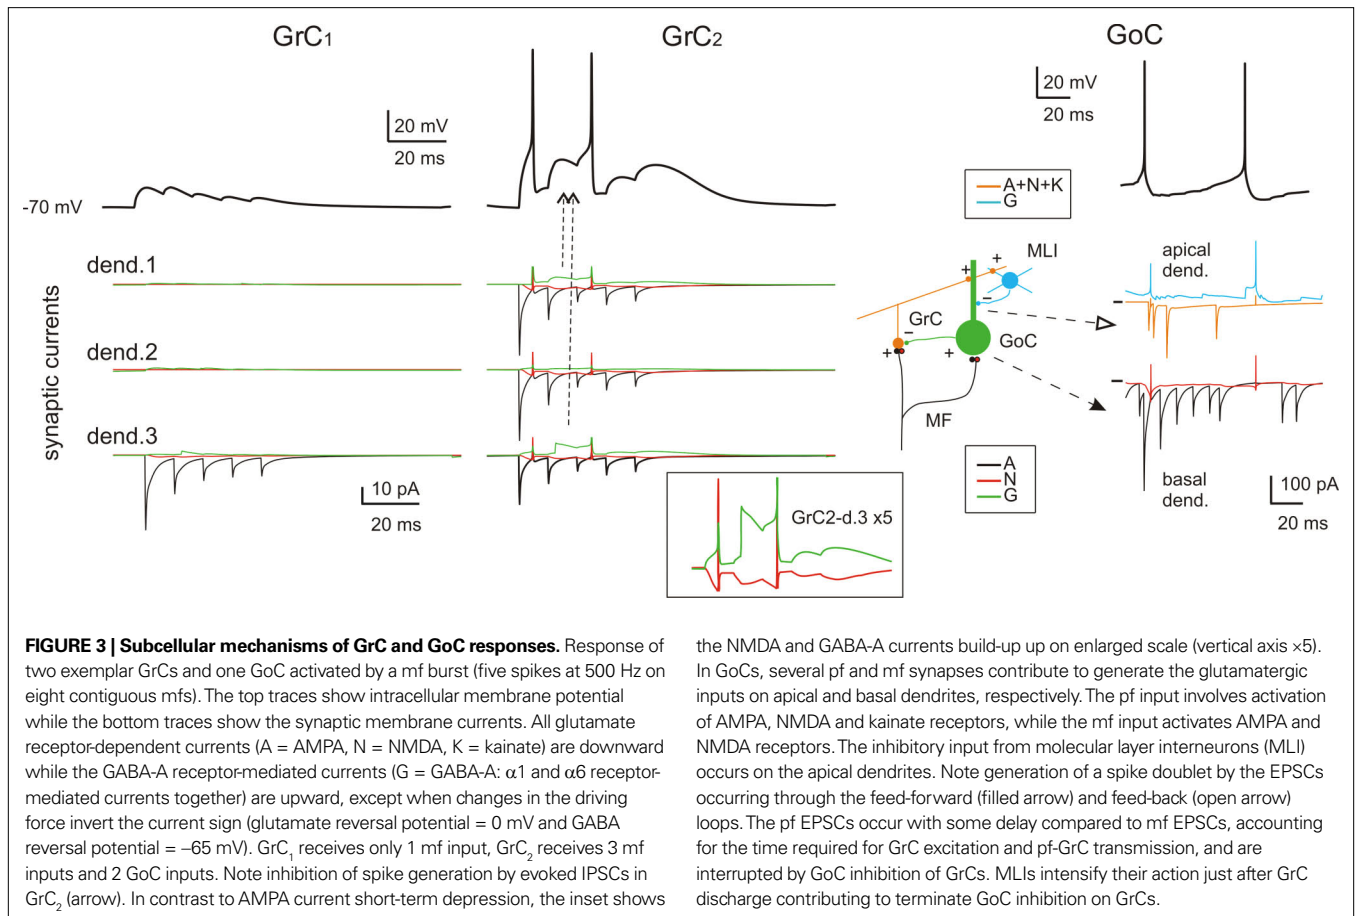 GrC1
GrC2
GoC
20 mV
20 ms
20 mV
20 ms
-70 mV
A+N+K
G
synaptic currents
dend.1
dend.2
dend.3
10 pA
20 ms
MLI
+
+
−
GrC
−
+
+
GoC
MF
A
N
G
apical
dend.
basal
dend.
100 pA
20 ms
GrC2-d.3 x5
FIGURE 3 | Subcellular mechanisms of GrC and GoC responses. Response of
two exemplar GrCs and one GoC activated by a mf burst (five spikes at 500 Hz on
eight contiguous mfs). The top traces show intracellular membrane potential
while the bottom traces show the synaptic membrane currents. All glutamate
receptor-dependent currents (A = AMPA, N = NMDA, K = kainate) are downward
while the GABA-A receptor-mediated currents (G = GABA-A: α1 and α6 receptor-
mediated currents together) are upward, except when changes in the driving
force invert the current sign (glutamate reversal potential = 0 mV and GABA
reversal potential = −65 mV). GrC1 receives only 1 mf input, GrC2 receives 3 mf
inputs and 2 GoC inputs. Note inhibition of spike generation by evoked IPSCs in
GrC2 (arrow). In contrast to AMPA current short-term depression, the inset shows
the NMDA and GABA-A currents build-up up on enlarged scale (vertical axis ×5).
In GoCs, several pf and mf synapses contribute to generate the glutamatergic
inputs on apical and basal dendrites, respectively. The pf input involves activation
of AMPA, NMDA and kainate receptors, while the mf input activates AMPA and
NMDA receptors. The inhibitory input from molecular layer interneurons (MLI)
occurs on the apical dendrites. Note generation of a spike doublet by the EPSCs
occurring through the feed-forward (filled arrow) and feed-back (open arrow)
loops. The pf EPSCs occur with some delay compared to mf EPSCs, accounting
for the time required for GrC excitation and pf-GrC transmission, and are
interrupted by GoC inhibition of GrCs. MLIs intensify their action just after GrC
discharge contributing to terminate GoC inhibition on GrCs.